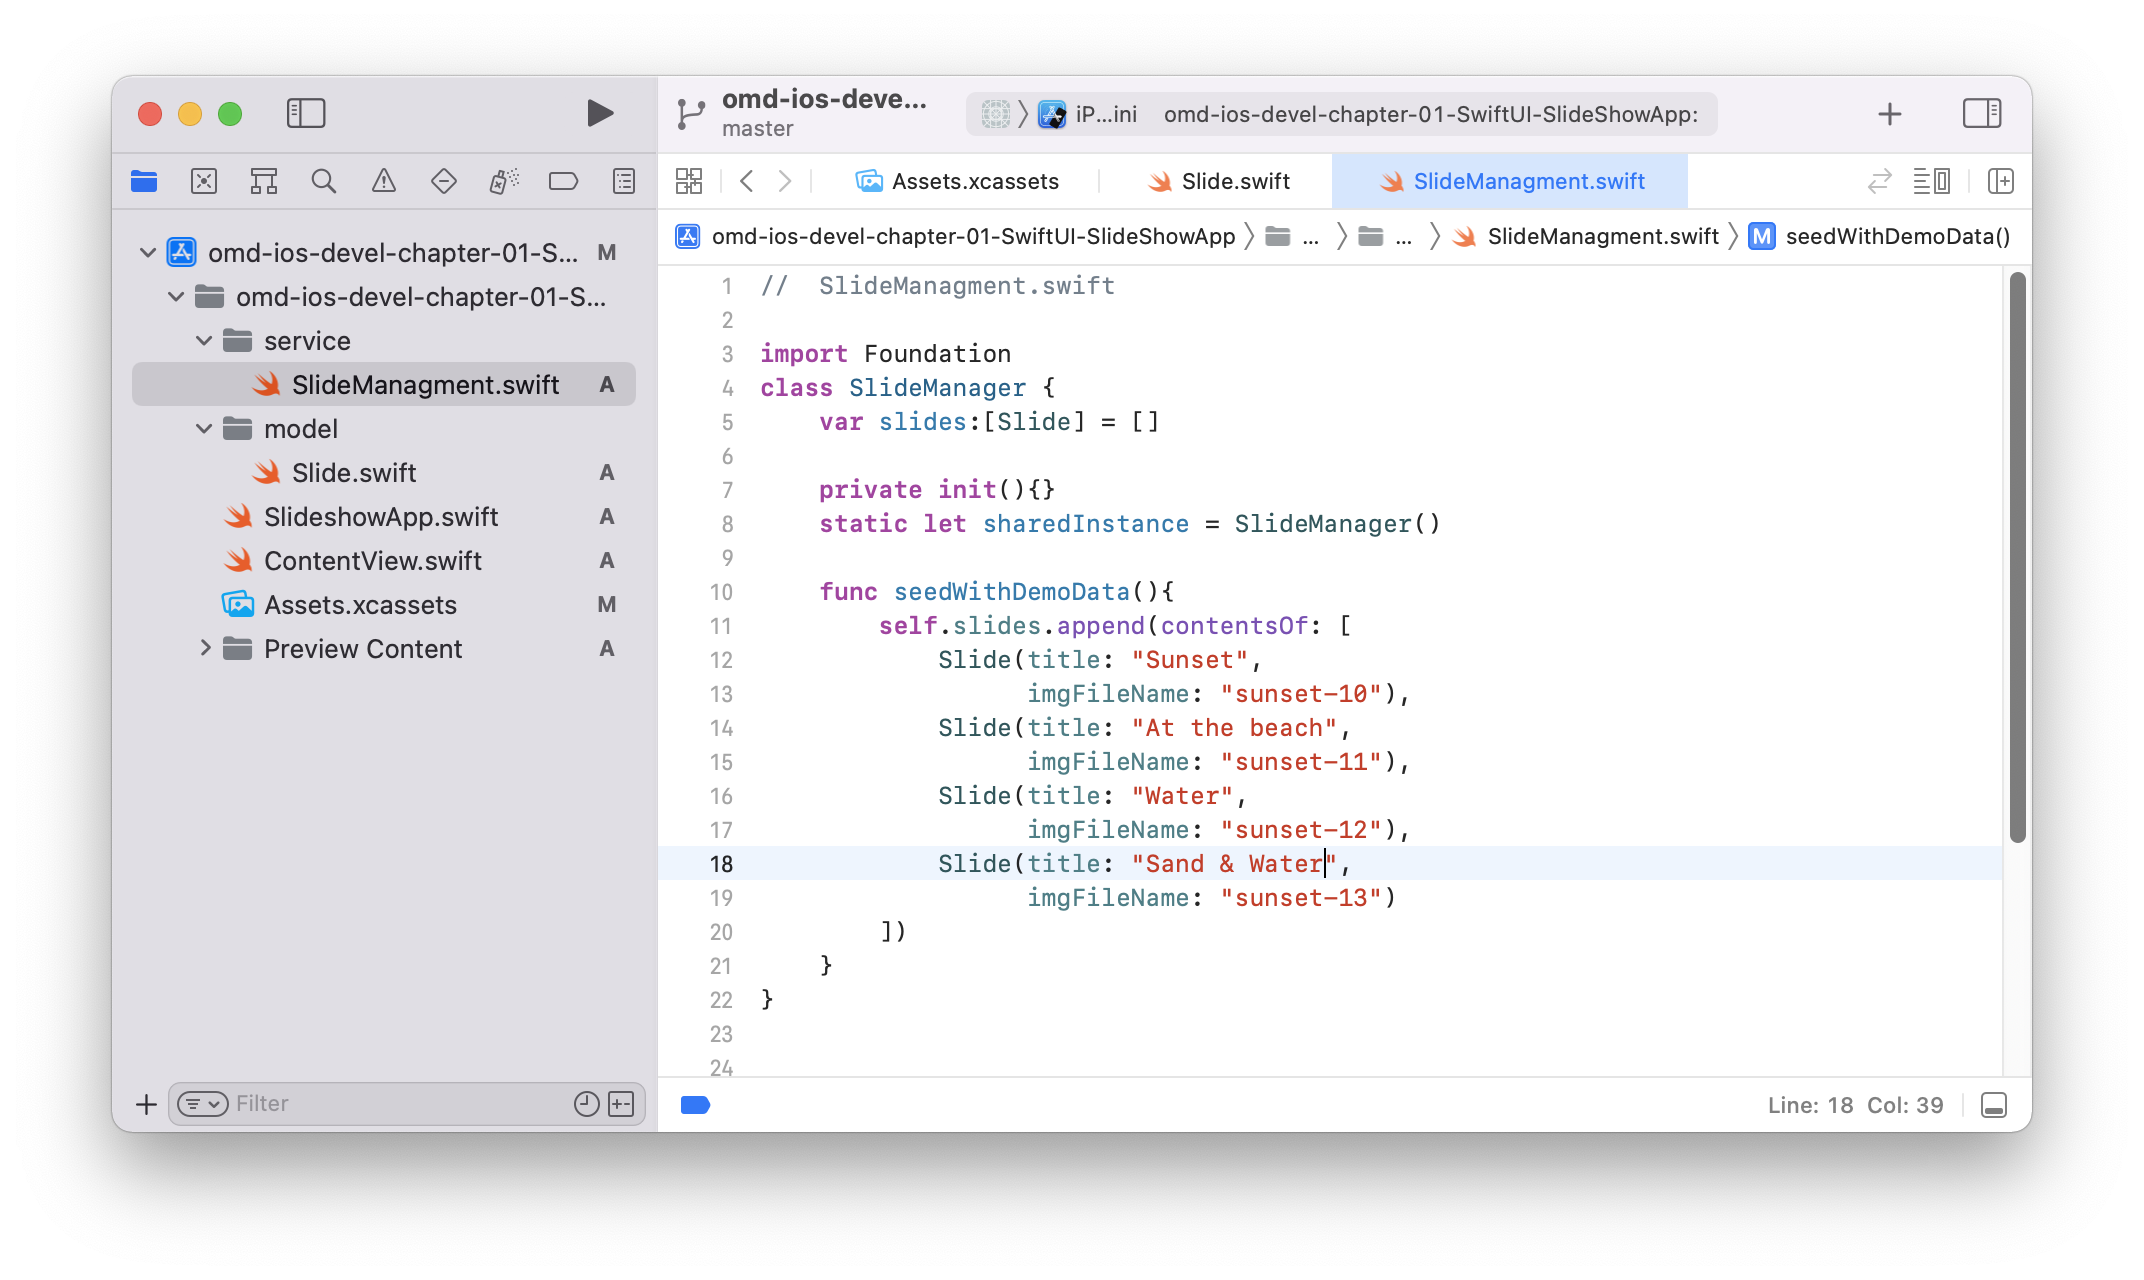 omd-ios-deve...
master
iP...ini omd-ios-devel-chapter-01-SwiftUI-SlideShowApp:
Assets.xcassets Slide.swift SlideManagment.swift
omd-ios-devel-chapter-01-SwiftUI-SlideShowApp ... ... SlideManagment.swift M seedWithDemoData()
omd-ios-devel-chapter-01-S... M
omd-ios-devel-chapter-01-S...
service
SlideManagment.swift A
model
Slide.swift A
SlideshowApp.swift A
ContentView.swift A
Assets.xcassets M
Preview Content A
Filter
1 //  SlideManagment.swift
2
3 import Foundation
4 class SlideManager {
5     var slides:[Slide] = []
6
7     private init(){}
8     static let sharedInstance = SlideManager()
9
10     func seedWithDemoData(){
11         self.slides.append(contentsOf: [
12             Slide(title: "Sunset",
13                   imgFileName: "sunset-10"),
14             Slide(title: "At the beach",
15                   imgFileName: "sunset-11"),
16             Slide(title: "Water",
17                   imgFileName: "sunset-12"),
18             Slide(title: "Sand & Water",
19                   imgFileName: "sunset-13")
20         ])
21     }
22 }
23
24
Line: 18 Col: 39